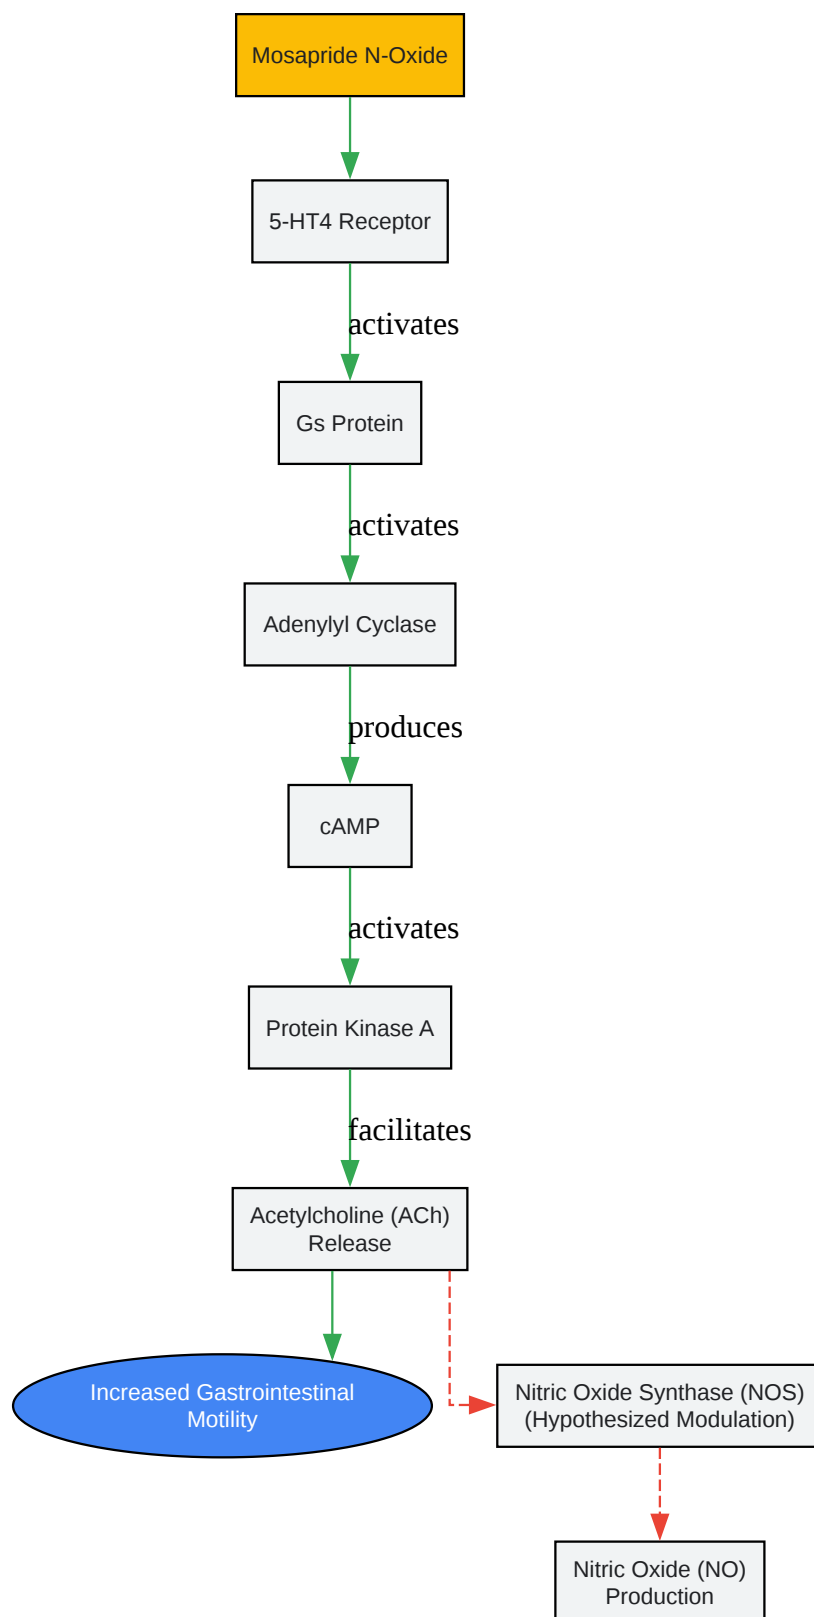 Mosapride N-Oxide
5-HT4 Receptor
activates
Gs Protein
activates
Adenylyl Cyclase
produces
cAMP
activates
Protein Kinase A
facilitates
Acetylcholine (ACh)
Release
Increased Gastrointestinal
Motility
Nitric Oxide Synthase (NOS)
(Hypothesized Modulation)
Nitric Oxide (NO)
Production